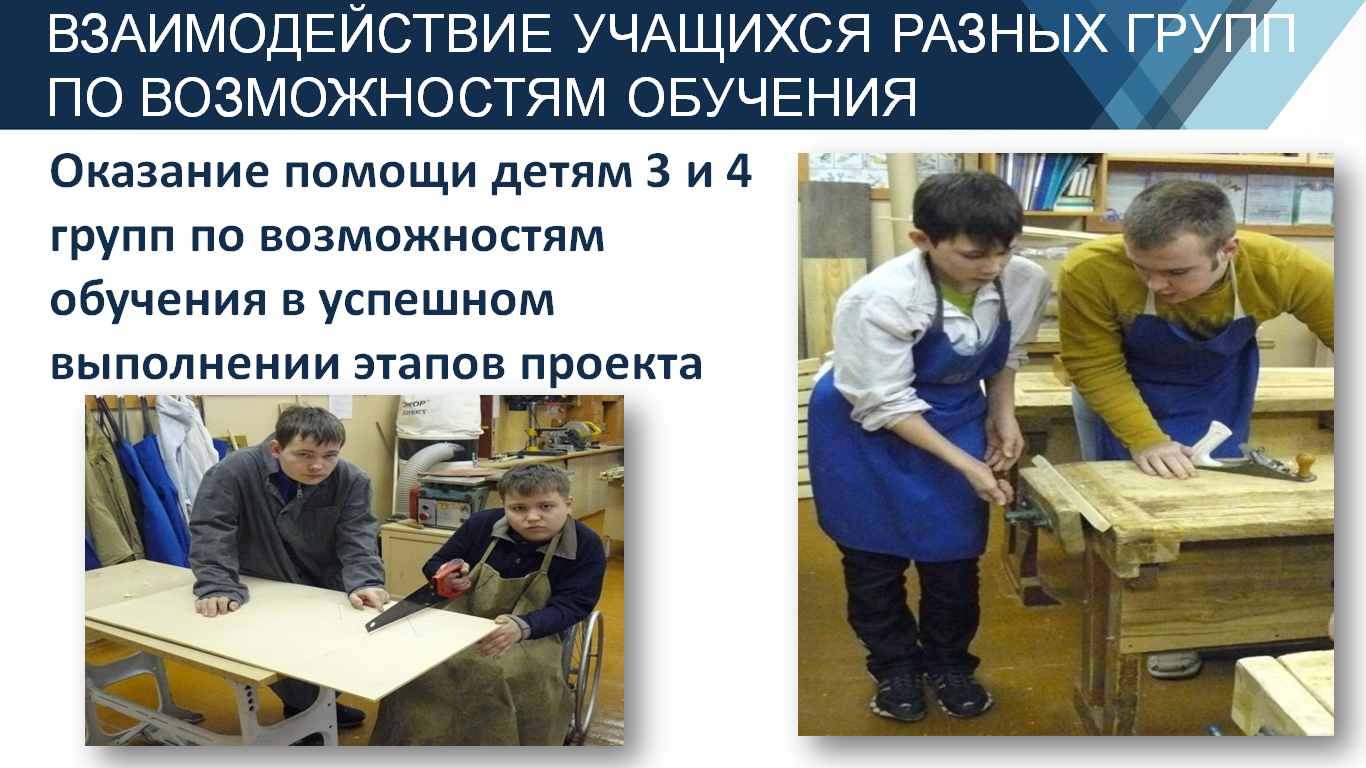 ВЗАИМОДЕЙСТВИЕ УЧАЩИХСЯ РАЗНЫХ ГРУПП
ПО ВОЗМОЖНОСТЯМ ОБУЧЕНИЯ
Оказание помощи детям 3 и 4
групп по возможностям
обучения в успешном
выполнении этапов проекта